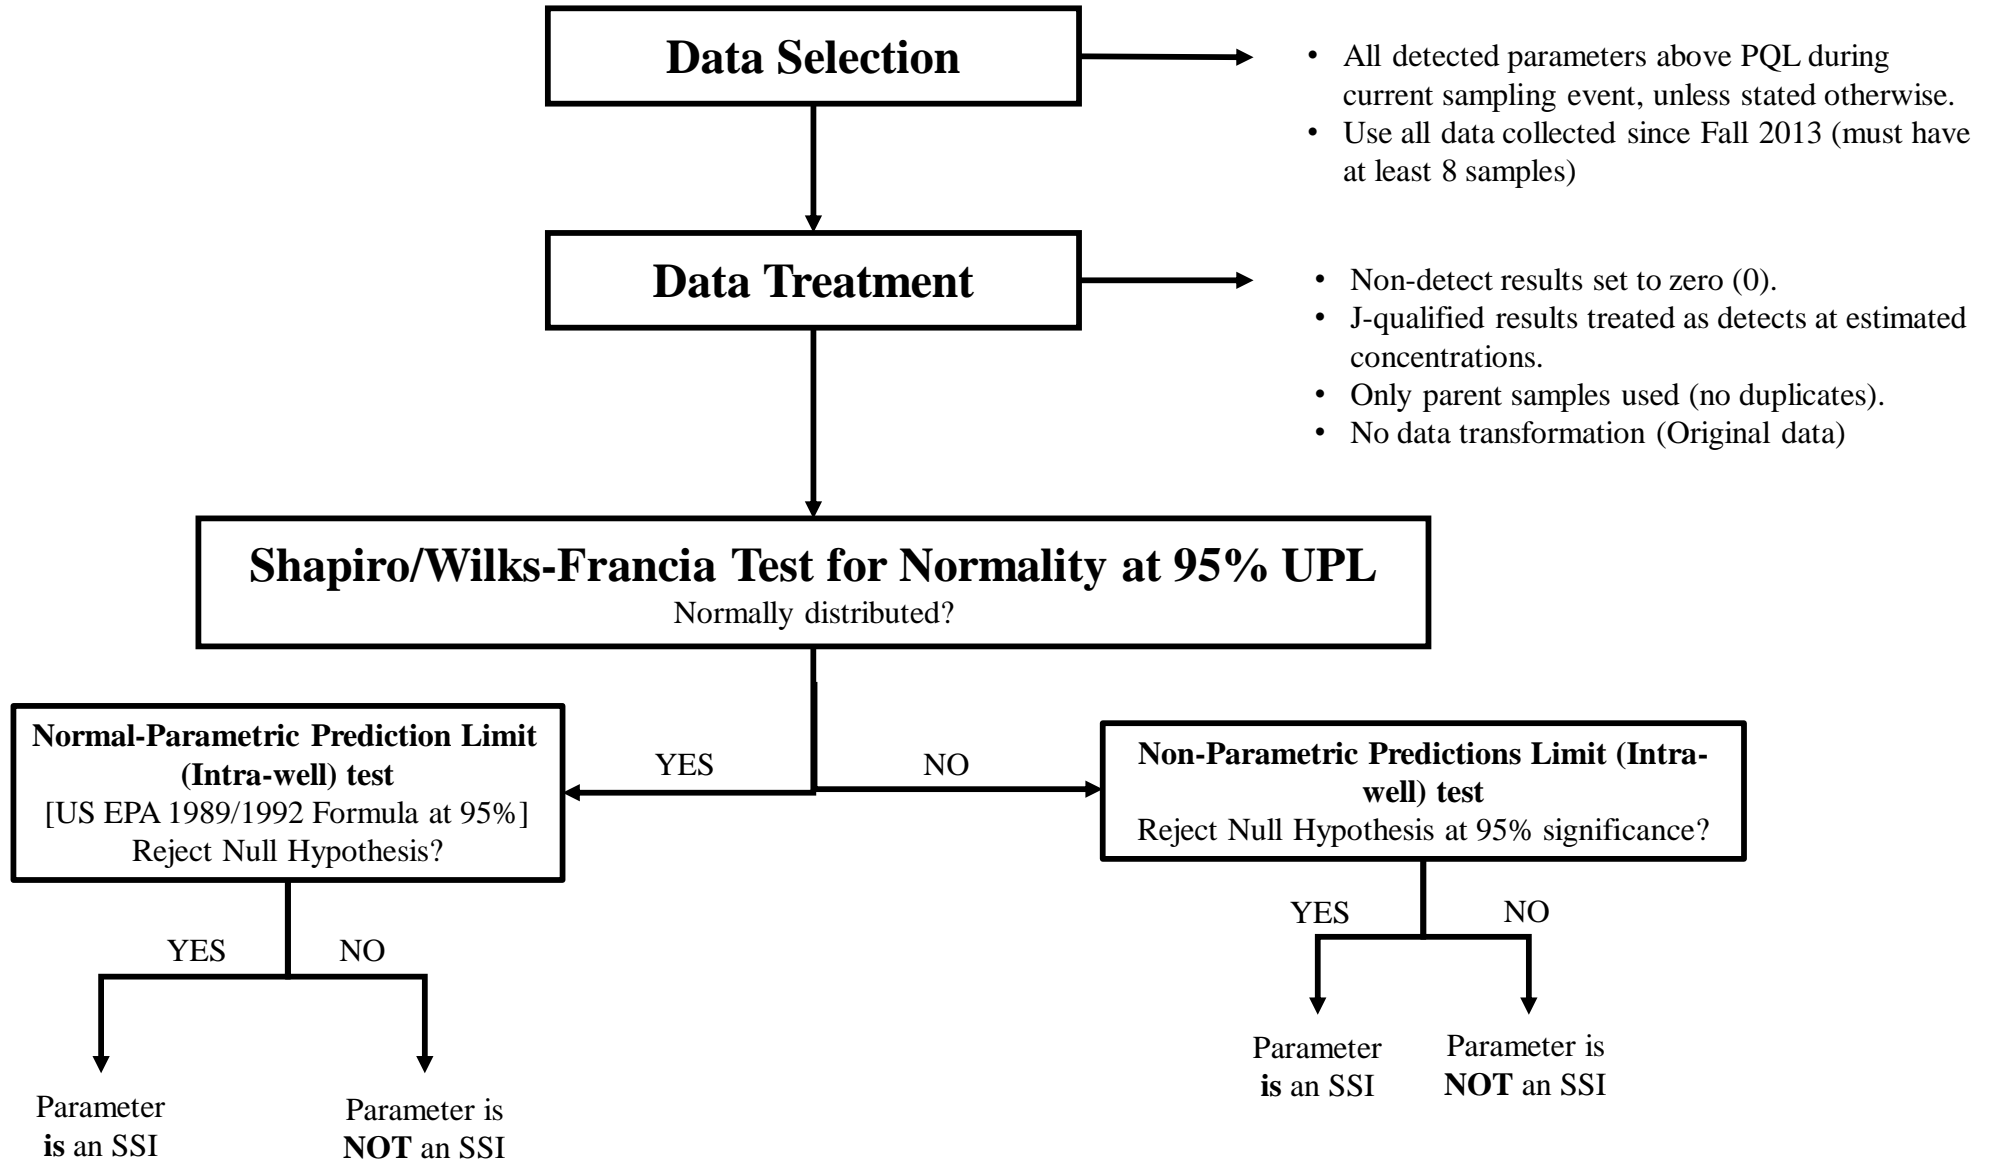 Data Selection
• All detected parameters above PQL during
current sampling event, unless stated otherwise.
• Use all data collected since Fall 2013 (must have
at least 8 samples)
Data Treatment
• Non-detect results set to zero (0).
• J-qualified results treated as detects at estimated
concentrations.
• Only parent samples used (no duplicates).
• No data transformation (Original data)
Shapiro/Wilks-Francia Test for Normality at 95% UPL
Normally distributed?
YES
NO
Normal-Parametric Prediction Limit
(Intra-well) test
[US EPA 1989/1992 Formula at 95%]
Reject Null Hypothesis?
Non-Parametric Predictions Limit (Intra-
well) test
Reject Null Hypothesis at 95% significance?
YES
NO
Parameter
is an SSI
Parameter is
NOT an SSI
YES
NO
Parameter
is an SSI
Parameter is
NOT an SSI